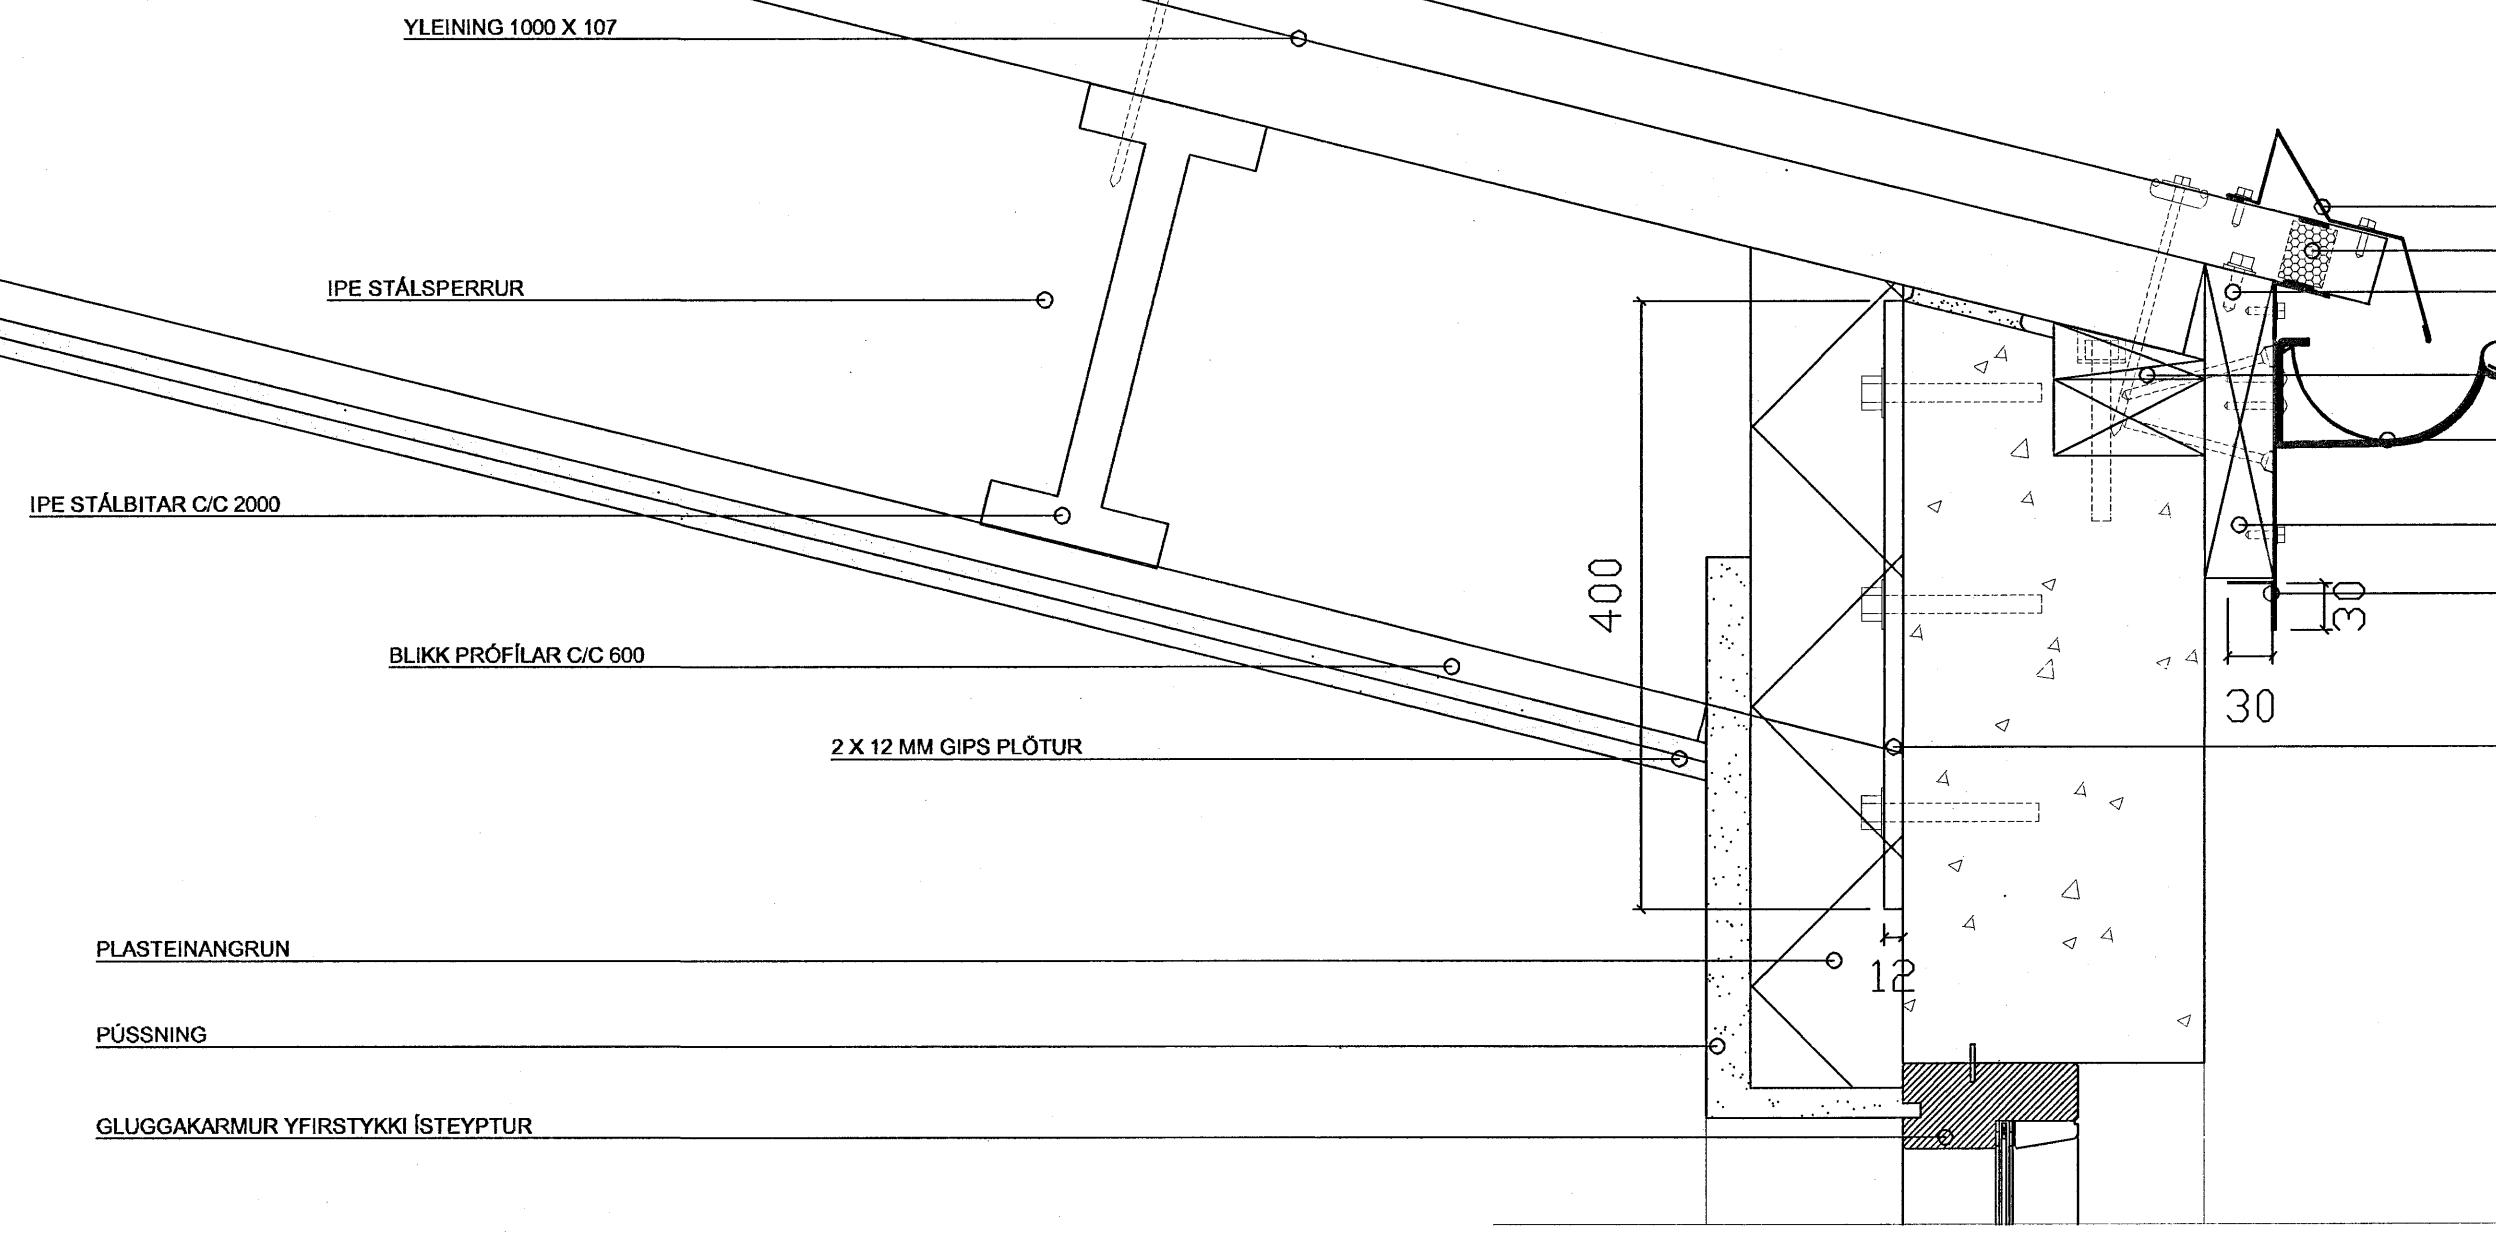 YLEINING 1000 X 107
IPE STÁLSPERRUR
IPE STÁLBITAR C/C 2000
400
30
BLIKK PRÓFÍLAR C/C 600
30
2 X 12 MM GIPS PLÖTUR
PLASTEINANGRUN
12
PÚSSNING
GLUGGAKARMUR YFIRSTYKKI ÍSTEYPTUR